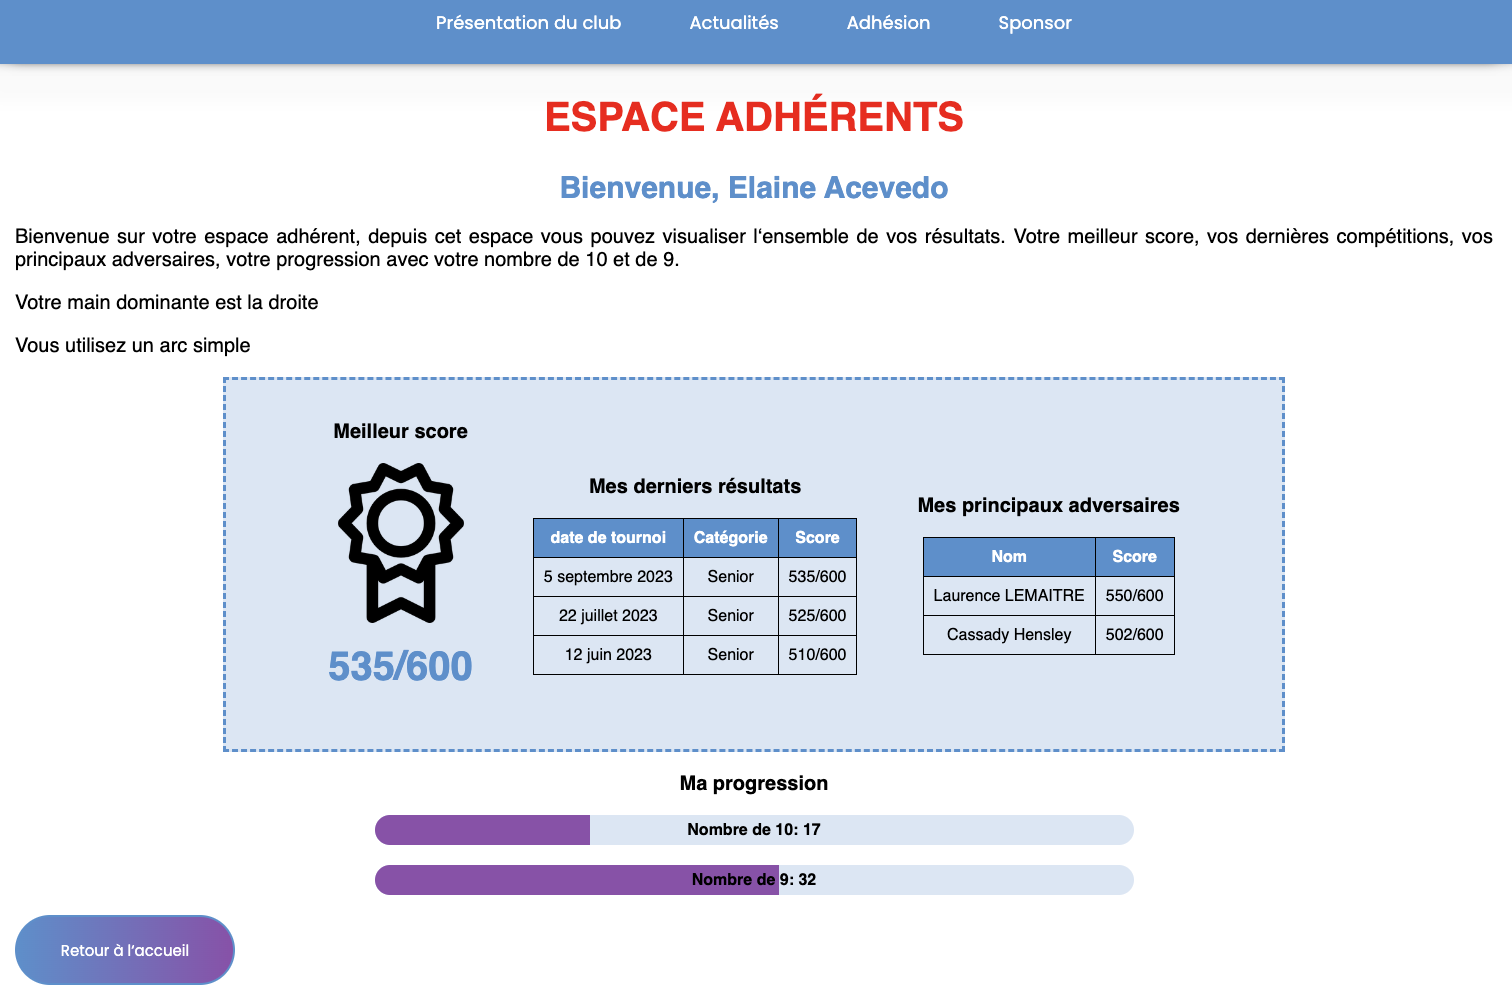 Présentation du club Actualités Adhésion Sponsor
ESPACE ADHÉRENTS
Bienvenue, Elaine Acevedo
Bienvenue sur votre espace adhérent, depuis cet espace vous pouvez visualiser l‘ensemble de vos résultats. Votre meilleur score, vos dernières compétitions, vos
principaux adversaires, votre progression avec votre nombre de 10 et de 9.
Votre main dominante est la droite
Vous utilisez un arc simple
Meilleur score
535/600
Mes derniers résultats
date de tournoi Catégorie Score
5 septembre 2023 Senior 535/600
22 juillet 2023 Senior 525/600
12 juin 2023 Senior 510/600
Mes principaux adversaires
Nom Score
Laurence LEMAITRE 550/600
Cassady Hensley 502/600
Ma progression
Nombre de 10: 17
Nombre de 9: 32
Retour à l’accueil